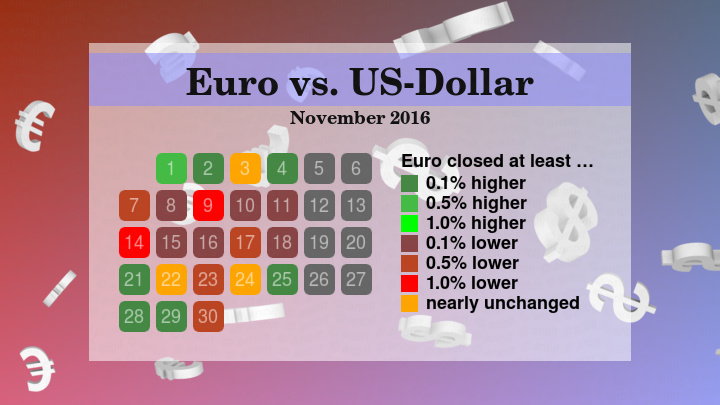 Euro vs. US-Dollar
November 2016
1 2 3 4 5 6
7 8 9 10 11 12 13
14 15 16 17 18 19 20
21 22 23 24 25 26 27
28 29 30
Euro closed at least …
0.1% higher
0.5% higher
1.0% higher
0.1% lower
0.5% lower
1.0% lower
nearly unchanged